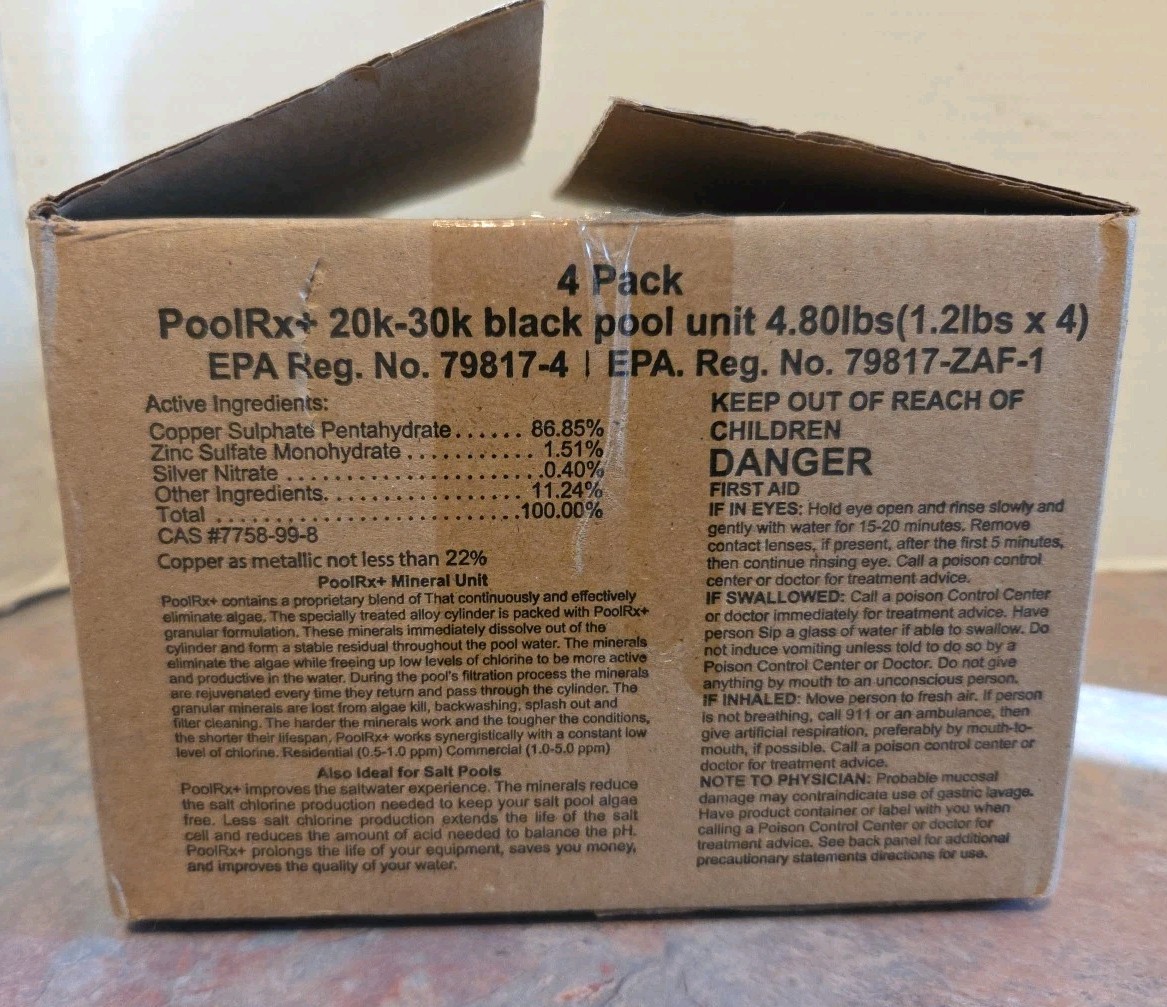 4 Pack
PoolRx+ 20k-30k black pool unit 4.80lbs(1.2lbs x 4)
EPA Reg. No. 79817-4 | EPA. Reg. No. 79817-ZAF-1
Active Ingredients:
Copper Sulphate Pentahydrate...... 86.85%
Zinc Sulfate Monohydrate ............ 1.51%
Silver Nitrate ........................0.40%
Other Ingredients.................... 11.24%
Total ..............................100.00%
CAS #7758-99-8
Copper as metallic not less than 22%
PoolRx+ Mineral Unit
PoolRx+ contains a proprietary blend of That continuously and effectively
eliminate algae. The specially treated alloy cylinder is packed with PoolRx+
granular formulation. These minerals immediately dissolve out of the
cylinder and form a stable residual throughout the pool water. The minerals
eliminate the algae while freeing up low levels of chlorine to be more active
and productive in the water. During the pool's filtration process the minerals
are rejuvenated every time they return and pass through the cylinder. The
granular minerals are lost from algae kill, backwashing, splash out and
filter cleaning. The harder the minerals work and the tougher the conditions,
the shorter their lifespan. PoolRx+ works synergistically with a constant low
level of chlorine. Residential (0.5-1.0 ppm) Commercial (1.0-5.0 ppm)
Also Ideal for Salt Pools
PoolRx+ improves the saltwater experience. The minerals reduce
the salt chlorine production needed to keep your salt pool algae
free. Less salt chlorine production extends the life of the salt
cell and reduces the amount of acid needed to balance the pH.
PoolRx+ prolongs the life of your equipment, saves you money,
and improves the quality of your water.
KEEP OUT OF REACH OF
CHILDREN
DANGER
FIRST AID
IF IN EYES: Hold eye open and rinse slowly and
gently with water for 15-20 minutes. Remove
contact lenses, if present, after the first 5 minutes,
then continue rinsing eye. Call a poison control
center or doctor for treatment advice.
IF SWALLOWED: Call a poison Control Center
or doctor immediately for treatment advice. Have
person Sip a glass of water if able to swallow. Do
not induce vomiting unless told to do so by a
Poison Control Center or Doctor. Do not give
anything by mouth to an unconscious person.
IF INHALED: Move person to fresh air. If person
is not breathing, call 911 or an ambulance, then
give artificial respiration, preferably by mouth-to-
mouth, if possible. Call a poison control center or
doctor for treatment advice.
NOTE TO PHYSICIAN: Probable mucosal
damage may contraindicate use of gastric lavage.
Have product container or label with you when
calling a Poison Control Center or doctor for
treatment advice. See back panel for additional
precautionary statements directions for use.